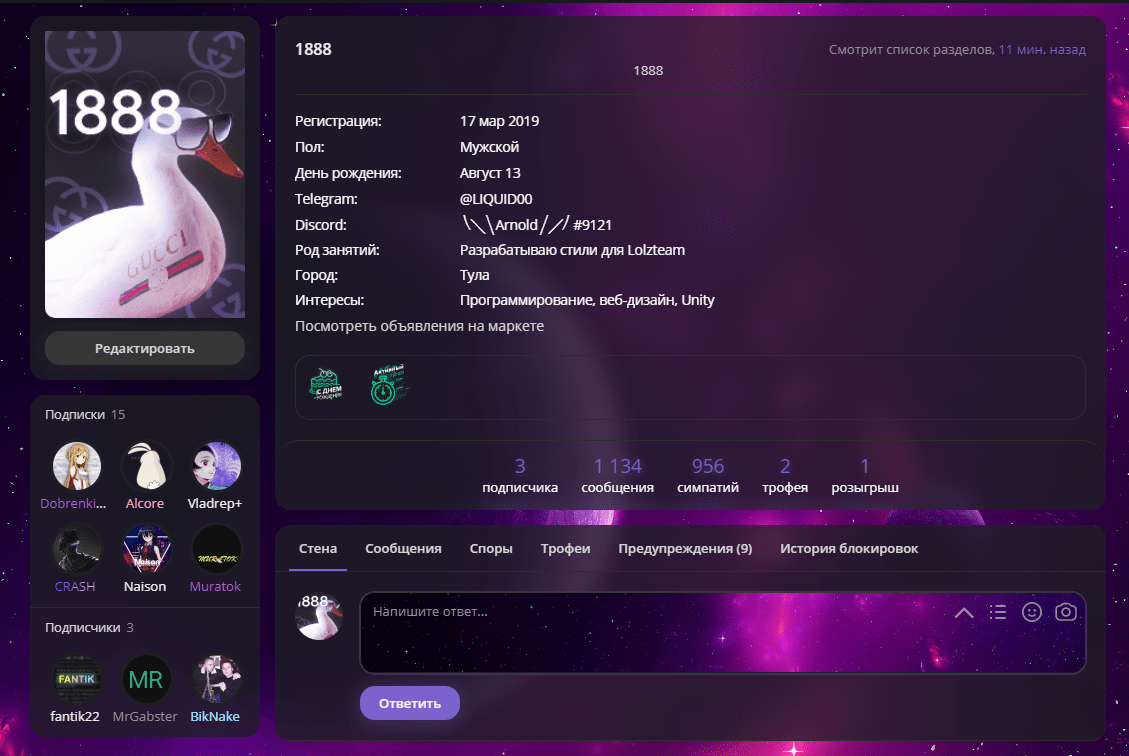 1888
GUCCI
Редактировать
Подписки 15
Dobrenki...
Alcore
Vladrep+
Naison
MURATOK
CRASH
Naison
Muratok
Подписчики 3
FANTIK
MR
fantik22
MrGabster
BikNake
1888
Смотрит список разделов, 11 мин. назад
1888
Регистрация: 17 мар 2019
Пол: Мужской
День рождения: Август 13
Telegram: @LIQUID00
Discord: \\\Arnold/// #9121
Род занятий: Разрабатываю стили для Lolzteam
Город: Тула
Интересы: Программирование, веб-дизайн, Unity
Посмотреть объявления на маркете
С ДНЕМ
РОЖДЕНИЯ
АКТИВНЫЙ
3 1 134 956 2 1
подписчика сообщения симпатий трофея розыгрыш
Стена Сообщения Споры Трофеи Предупреждения (9) История блокировок
1888
Напишите ответ...
Ответить